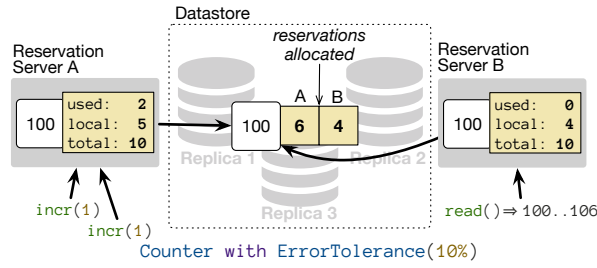 Datastore
reservations
allocated
Reservation
Server A
100
used: 2
local: 5
total: 10
A B
100 6 4
Replica 1
Replica 2
Replica 3
Reservation
Server B
100
used: 0
local: 4
total: 10
incr(1)
incr(1)
read()⇒100..106
Counter with ErrorTolerance(10%)